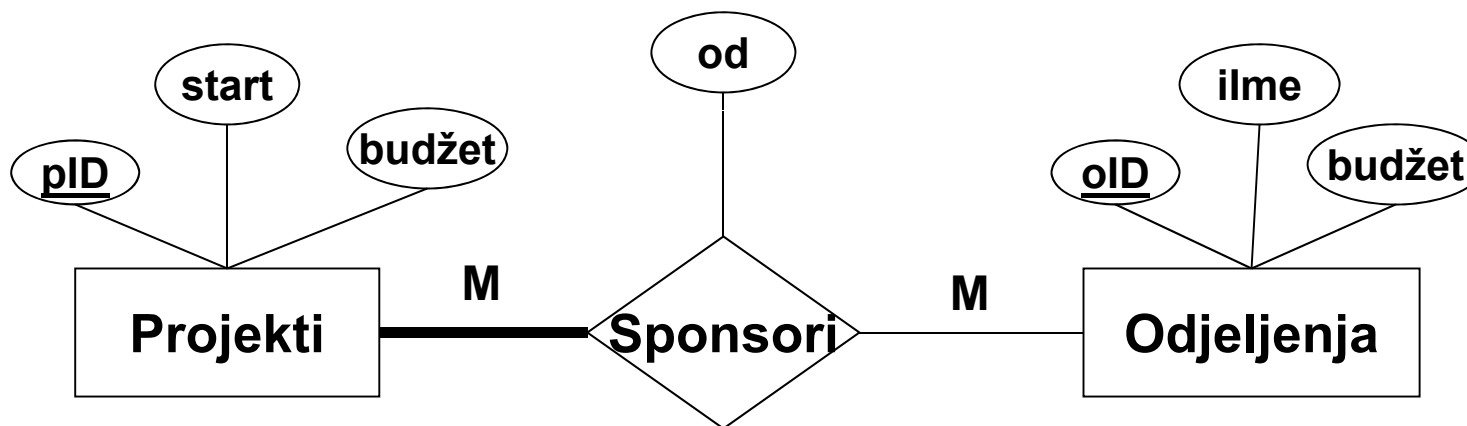 od
start
ilme
budžet
pID
oID
budžet
M
M
Projekti
Sponsori
Odjeljenja